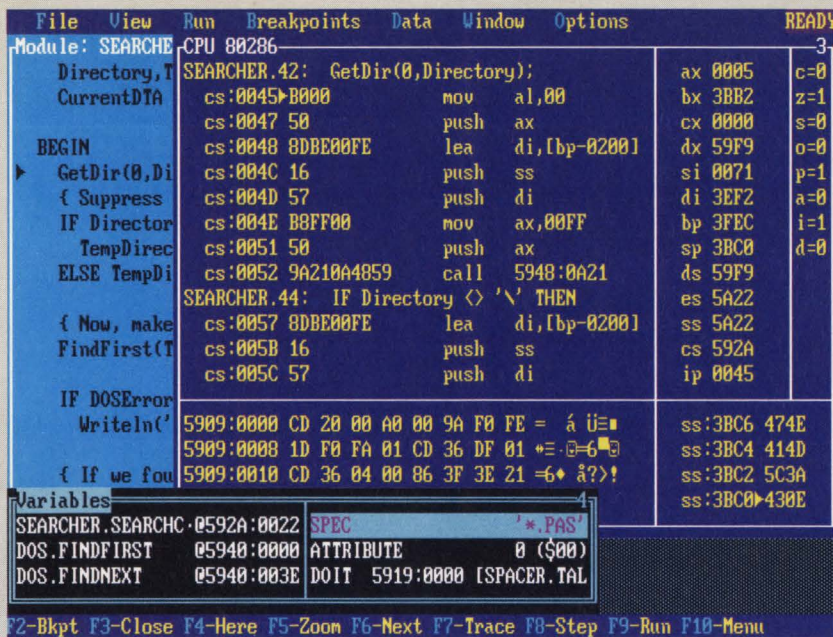 File View Run Breakpoints Data Window Options READY
Module: SEARCHE
Directory,T
CurrentDTA
BEGIN
GetDir(0,Di
{ Suppress
IF Director
TempDirec
ELSE TempDi
{ Now, make
FindFirst(T
IF DOSError
Writeln('
{ If we fou
CPU 80286 3
SEARCHER.42: GetDir(0,Directory);
cs:0045►B000 mov al,00
cs:0047 50 push ax
cs:0048 8DBE00FE lea di,[bp-0200]
cs:004C 16 push ss
cs:004D 57 push di
cs:004E B8FF00 mov ax,00FF
cs:0051 50 push ax
cs:0052 9A210A4859 call 5948:0A21
SEARCHER.44: IF Directory <> '\' THEN
cs:0057 8DBE00FE lea di,[bp-0200]
cs:005B 16 push ss
cs:005C 57 push di
ax 0005 c=0
bx 3BB2 z=1
cx 0000 s=0
dx 59F9 o=0
si 0071 p=1
di 3EF2 a=0
bp 3FEC i=1
sp 3BC0 d=0
ds 59F9
es 5A22
ss 5A22
cs 592A
ip 0045
5909:0000 CD 20 00 A0 00 9A F0 FE = á Ü≡■
5909:0008 1D F0 FA 01 CD 36 DF 01
5909:0010 CD 36 04 00 86 3F 3E 21 =6♦ å?>!
ss:3BC6 474E
ss:3BC4 414D
ss:3BC2 5C3A
ss:3BC0►430E
Variables 4
SEARCHER.SEARCHC·@592A:0022
DOS.FINDFIRST @5940:0000
DOS.FINDNEXT @5940:003E
SPEC '*.PAS'
ATTRIBUTE 0 ($00)
DOIT 5919:0000 [SPACER.TAL
F2-Bkpt F3-Close F4-Here F5-Zoom F6-Next F7-Trace F8-Step F9-Run F10-Menu